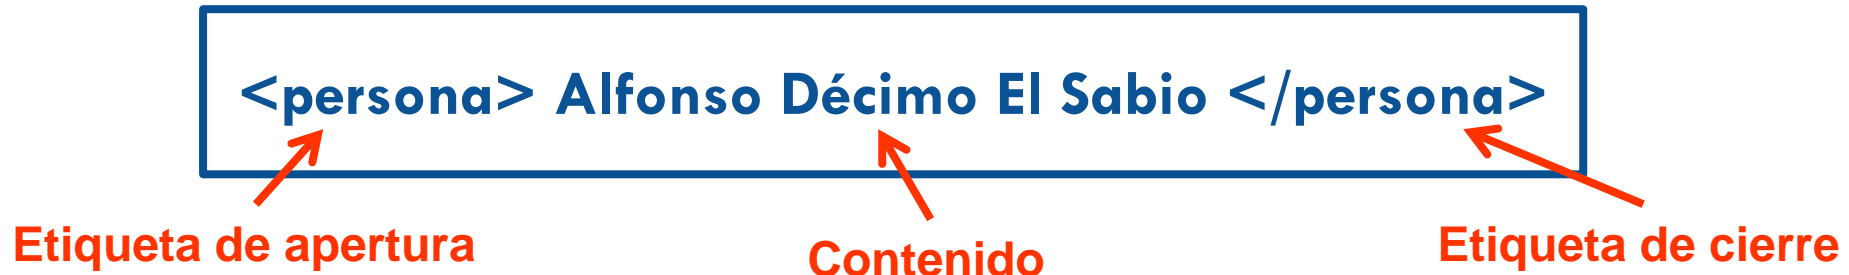 <persona> Alfonso Décimo El Sabio </persona>
Etiqueta de apertura
Contenido
Etiqueta de cierre